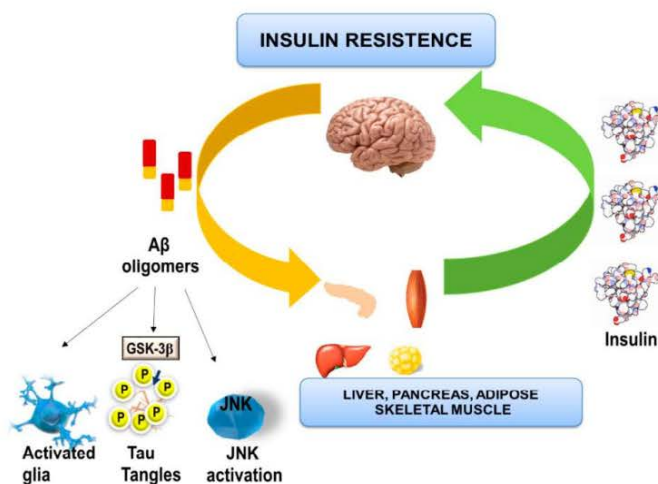 INSULIN RESISTENCE
Aβ
oligomers
Insulin
GSK-3β
P
P
P
P
P
P
JNK
LIVER, PANCREAS, ADIPOSE
SKELETAL MUSCLE
Activated
glia
Tau
Tangles
JNK
activation